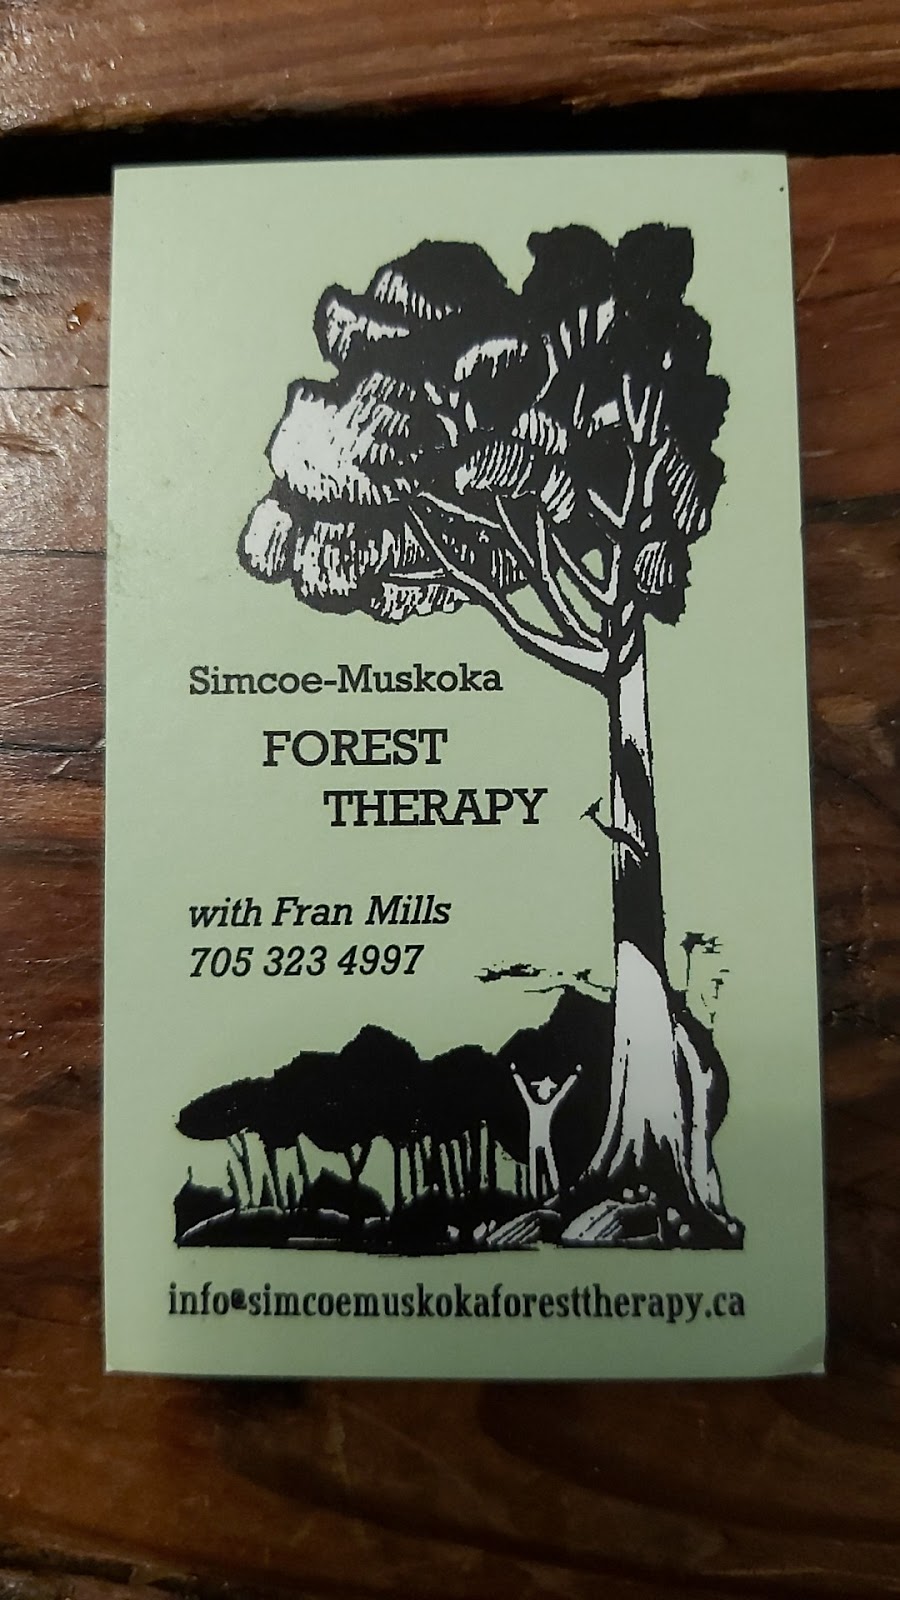 Simcoe-Muskoka
FOREST
THERAPY
with Fran Mills
705 323 4997
info@simcoemuskokaforesttherapy.ca